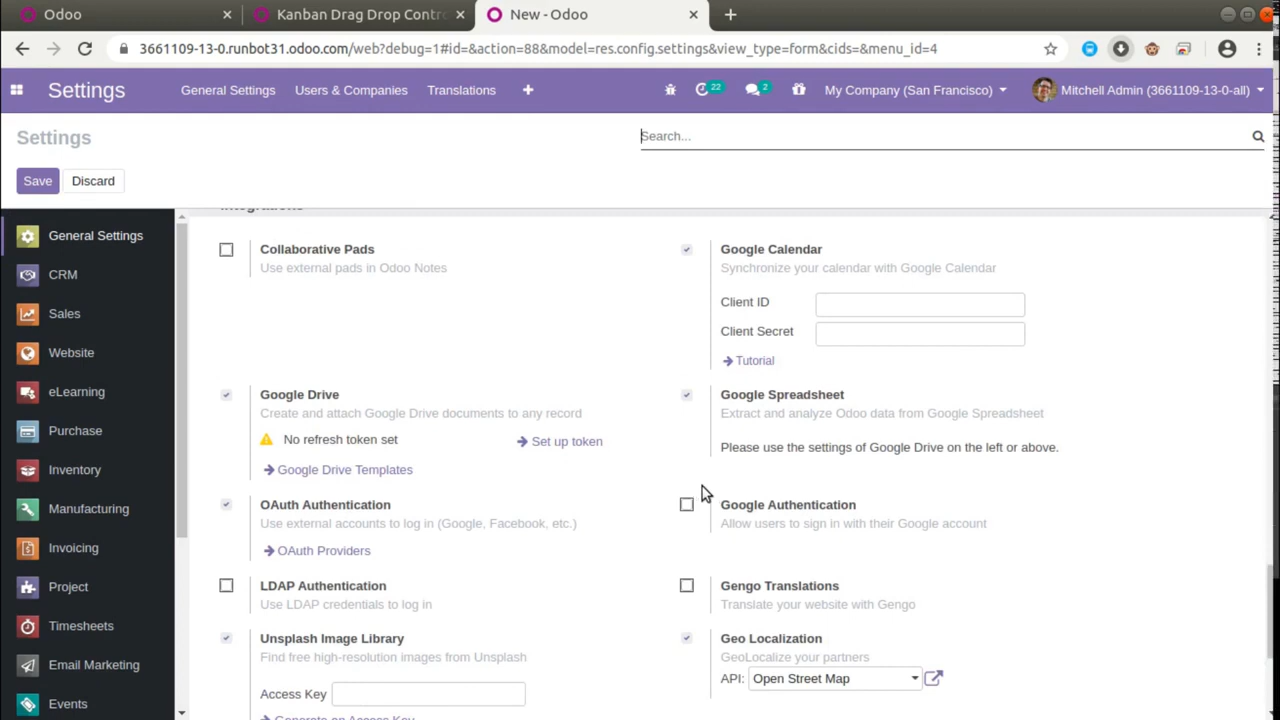 Odoo
Kanban Drag Drop Contro
New - Odoo
3661109-13-0.runbot31.odoo.com/web?debug=1#id=&action=88&model=res.config.settings&view_type=form&cids=&menu_id=4
Settings
General Settings
Users & Companies
Translations
22
2
My Company (San Francisco)
Mitchell Admin (3661109-13-0-all)
Settings
Search...
Save
Discard
General Settings
CRM
Sales
Website
eLearning
Purchase
Inventory
Manufacturing
Invoicing
Project
Timesheets
Email Marketing
Events
Integrations
Collaborative Pads
Use external pads in Odoo Notes
Google Calendar
Synchronize your calendar with Google Calendar
Client ID
Client Secret
Tutorial
Google Drive
Create and attach Google Drive documents to any record
No refresh token set
Set up token
Google Drive Templates
Google Spreadsheet
Extract and analyze Odoo data from Google Spreadsheet
Please use the settings of Google Drive on the left or above.
OAuth Authentication
Use external accounts to log in (Google, Facebook, etc.)
OAuth Providers
Google Authentication
Allow users to sign in with their Google account
LDAP Authentication
Use LDAP credentials to log in
Gengo Translations
Translate your website with Gengo
Unsplash Image Library
Find free high-resolution images from Unsplash
Access Key
Generate an Access Key
Geo Localization
GeoLocalize your partners
API: Open Street Map